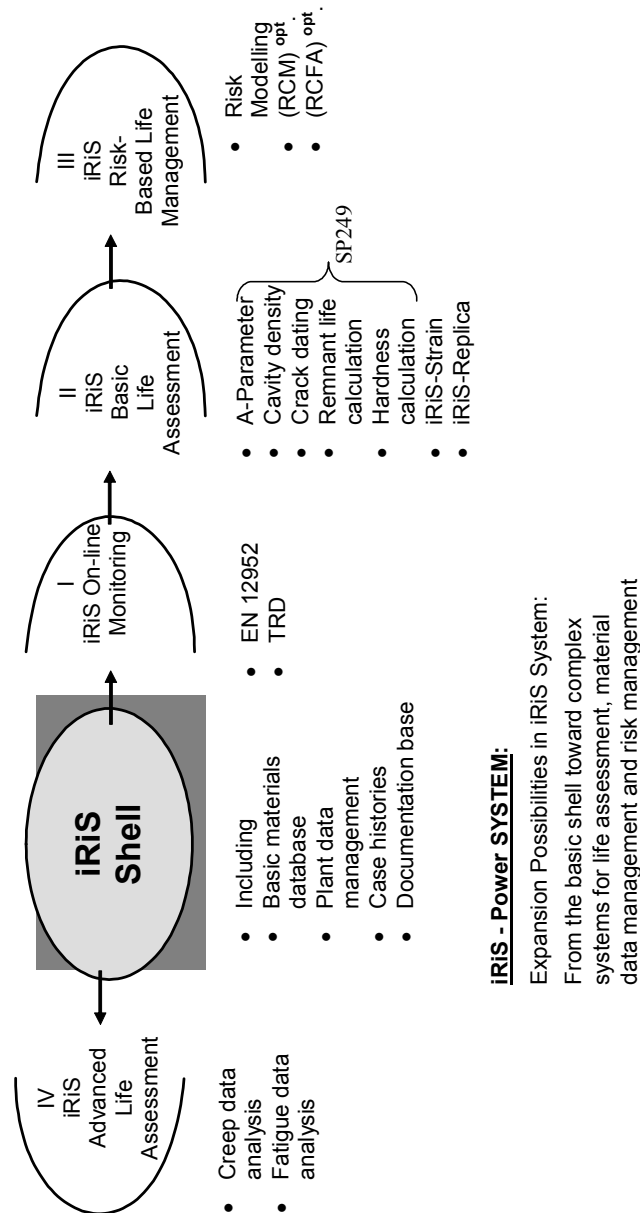 IV
iRiS
Advanced
Life
Assessment
iRiS
Shell
I
iRiS On-line
Monitoring
II
iRiS
Basic
Life
Assessment
III
iRiS
Risk-
Based Life
Management
• Creep data
analysis
• Fatigue data
analysis
• Including
• Basic materials
database
• Plant data
management
• Case histories
• Documentation base
• EN 12952
• TRD
• A-Parameter
• Cavity density
• Crack dating
• Remnant life
calculation
• Hardness
calculation
• iRiS-Strain
• iRiS-Replica
SP249
• Risk
Modelling
• (RCM) opt.
• (RCFA) opt.
iRiS - Power SYSTEM:
Expansion Possibilities in iRiS System:
From the basic shell toward complex
systems for life assessment, material
data management and risk management